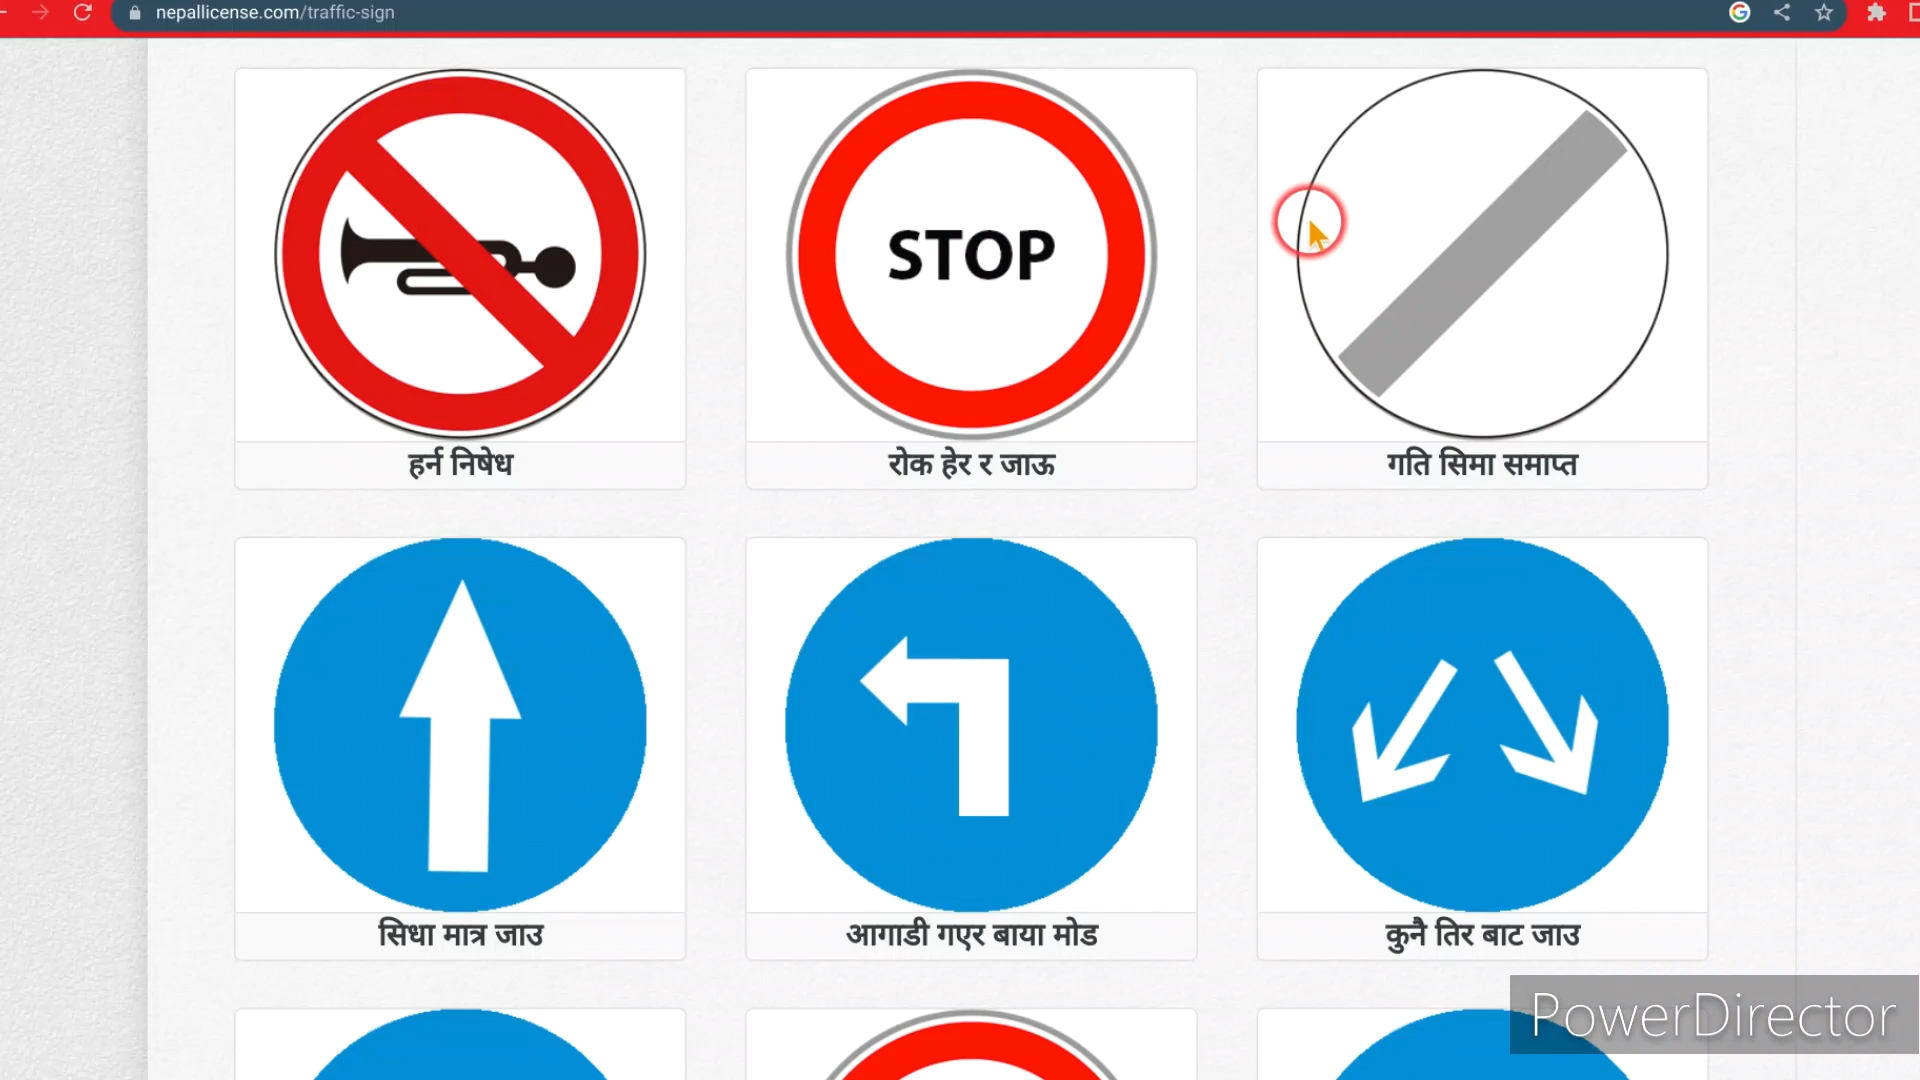 nepallicense.com/traffic-sign
STOP
हर्न निषेध
रोक हेर र जाऊ
गति सिमा समाप्त
सिधा मात्र जाउ
आगाडी गएर बाया मोड
कुनै तिर बाट जाउ
PowerDirector